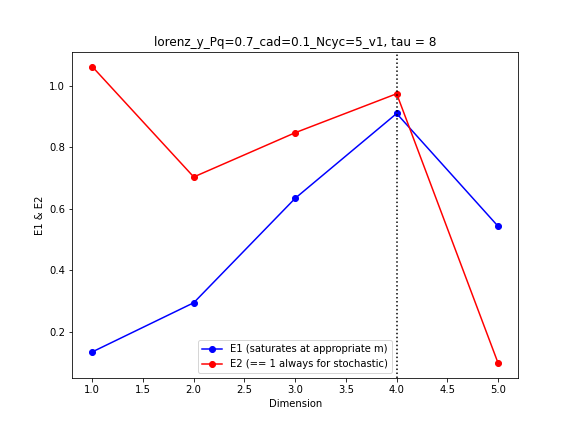 lorenz_y_Pq=0.7_cad=0.1_Ncyc=5_v1, tau = 8
1.0
0.8
0.6
0.4
0.2
E1 & E2
E1 (saturates at appropriate m)
E2 (== 1 always for stochastic)
1.0 1.5 2.0 2.5 3.0 3.5 4.0 4.5 5.0
Dimension